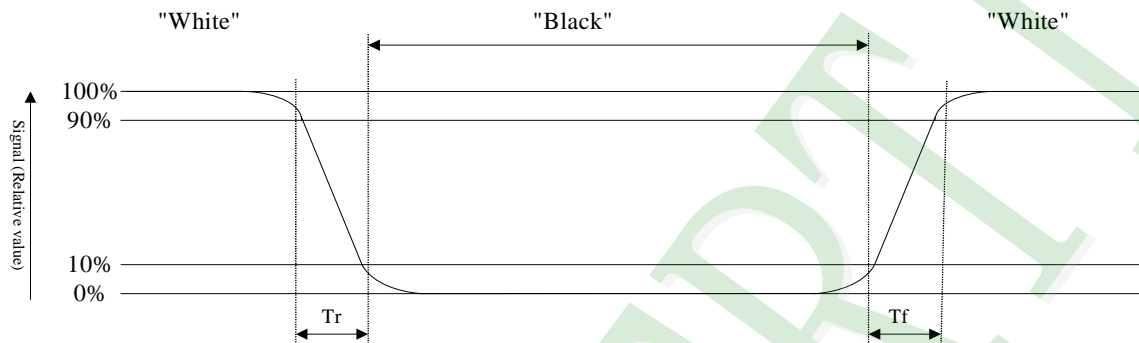 "White" "Black" "White"
100%
90%
Signal (Relative value)
10%
0%
Tr Tf